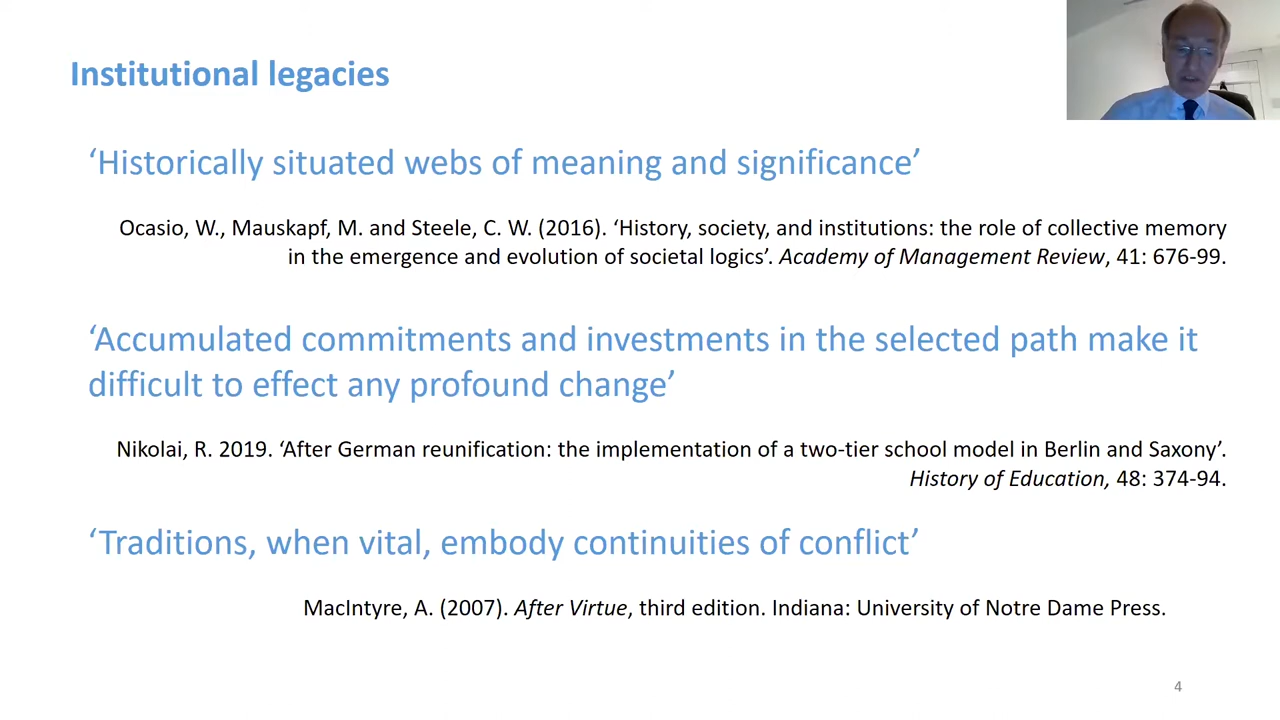 Institutional legacies
‘Historically situated webs of meaning and significance’
Ocasio, W., Mauskapf, M. and Steele, C. W. (2016). ‘History, society, and institutions: the role of collective memory
in the emergence and evolution of societal logics’. Academy of Management Review, 41: 676-99.
‘Accumulated commitments and investments in the selected path make it
difficult to effect any profound change’
Nikolai, R. 2019. ‘After German reunification: the implementation of a two-tier school model in Berlin and Saxony’.
History of Education, 48: 374-94.
‘Traditions, when vital, embody continuities of conflict’
MacIntyre, A. (2007). After Virtue, third edition. Indiana: University of Notre Dame Press.
4